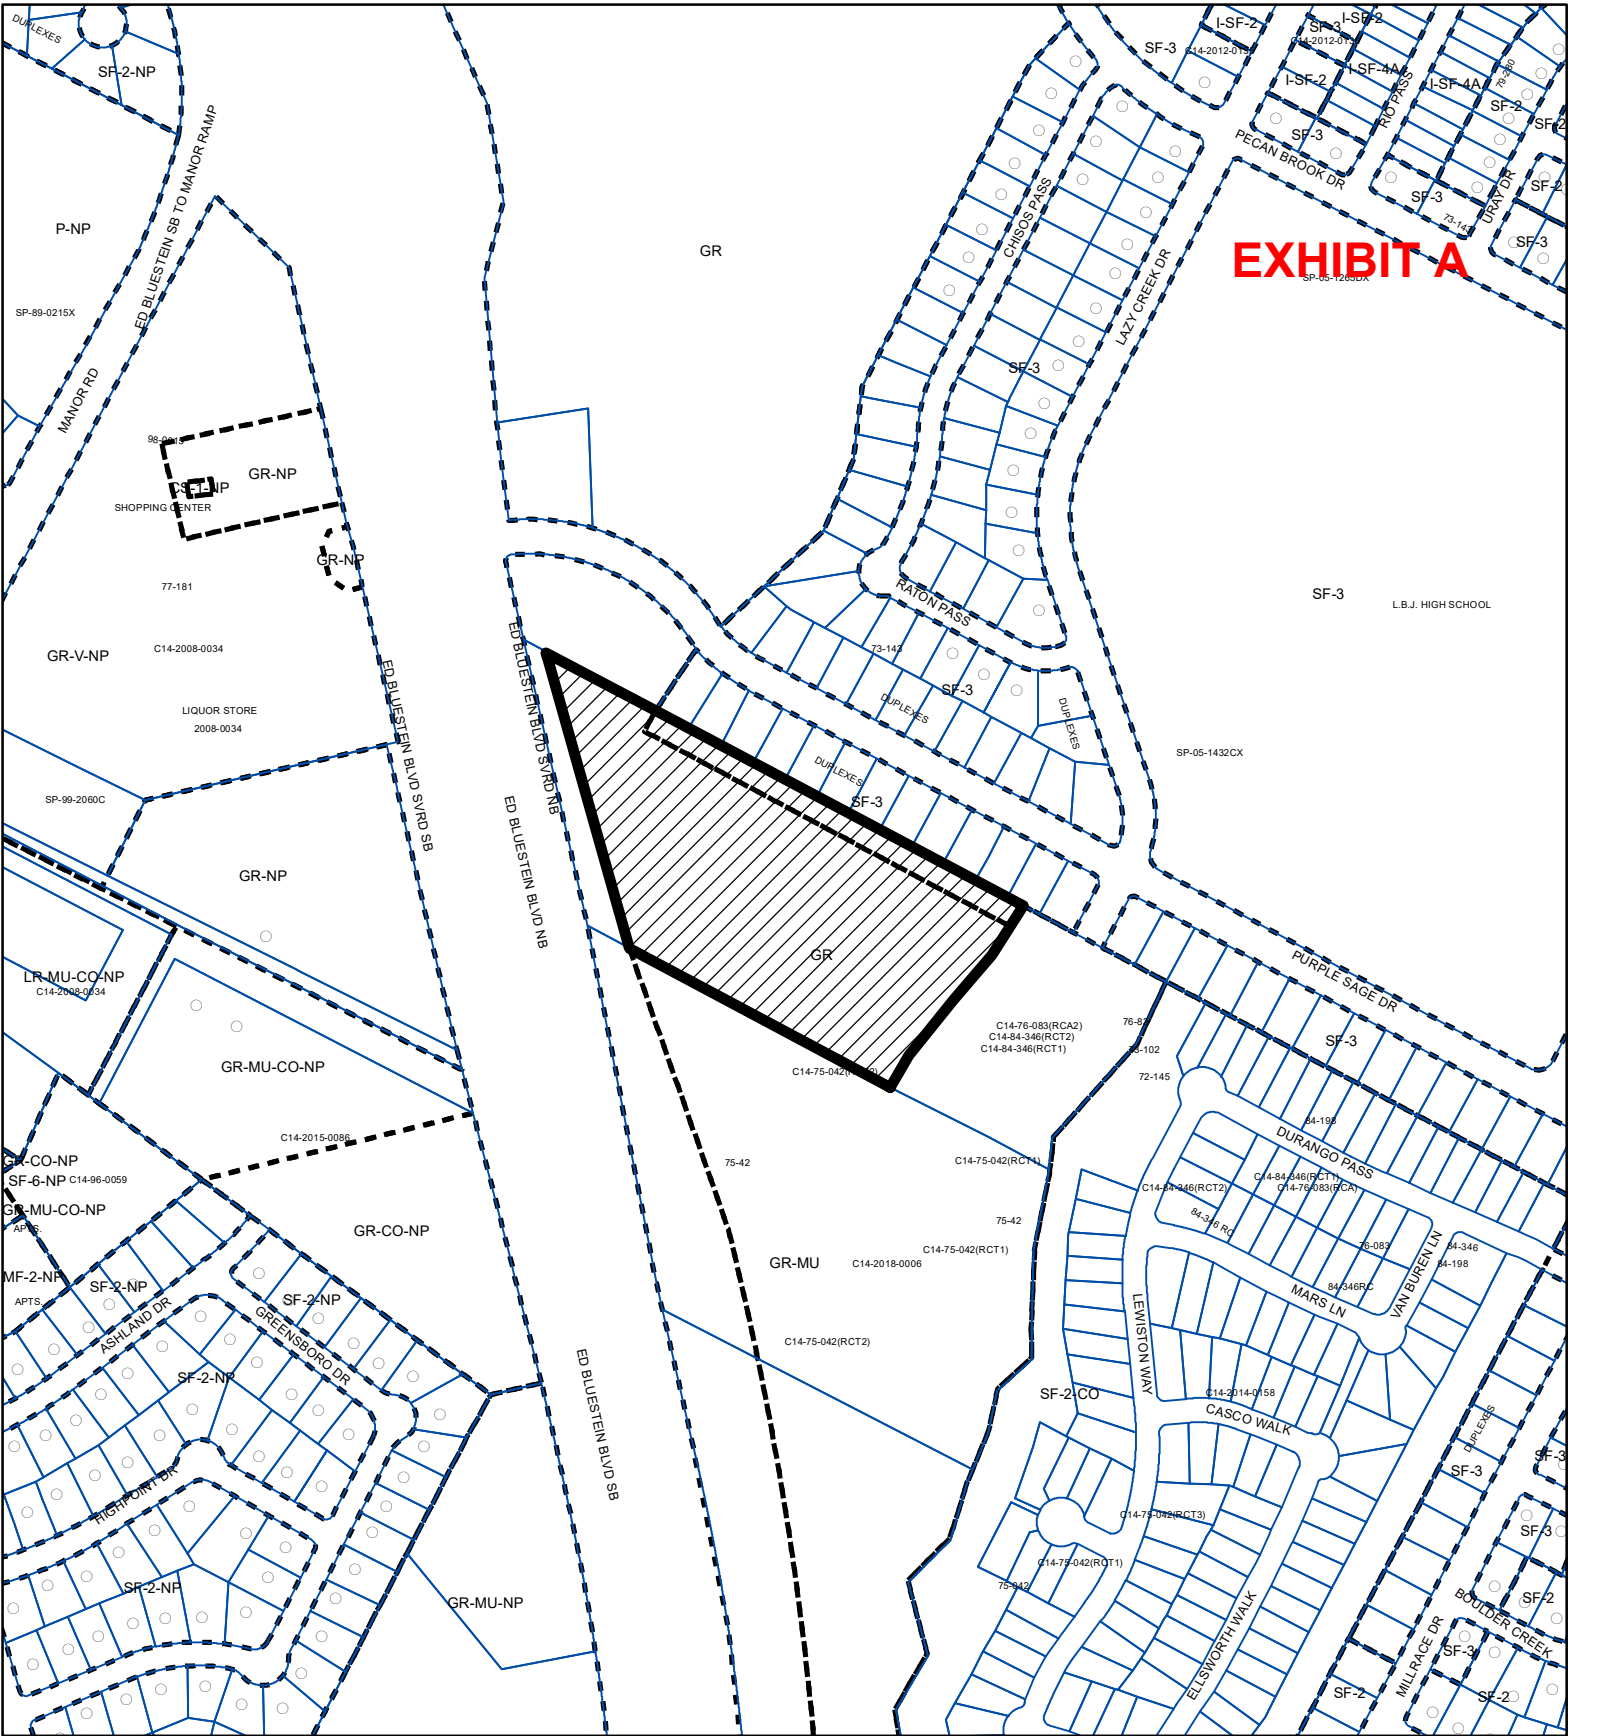 DUPLEXES
SF-2-NP
ED BLUESTEIN SB TO MANOR RAMP
P-NP
SP-89-0215X
MANOR RD
GR
I-SF-2
SF-3
SF-3
I-SF-2
I-SF-2
I-SF-4A
I-SF-4A
RIO PASS
79-280
SF-2
SF-2
SF-3
PECAN BROOK DR
SF-3
URAY DR
SF-2
SF-3
EXHIBIT A
CHISOS PASS
LAZY CREEK DR
SF-3
GR-NP
CS-1-NP
SHOPPING CENTER
GR-NP
77-181
GR-V-NP
C14-2008-0034
LIQUOR STORE
2008-0034
SP-99-2060C
GR-NP
ED BLUESTEIN BLVD SVRD SB
ED BLUESTEIN BLVD SVRD NB
ED BLUESTEIN BLVD NB
RATON PASS
73-143
SF-3
DUPLEXES
DUPLEXES
DUPLEXES
SF-3
SF-3
L.B.J. HIGH SCHOOL
SP-05-1432CX
GR
PURPLE SAGE DR
LR-MU-CO-NP
C14-2008-0034
GR-MU-CO-NP
C14-2015-0086
C14-76-083(RCA2)
C14-84-346(RCT2)
C14-84-346(RCT1)
72-145
SF-3
84-198
DURANGO PASS
GR-CO-NP
SF-6-NP
C14-96-0059
GR-MU-CO-NP
APTS.
MF-2-NP
APTS.
GR-CO-NP
75-42
C14-75-042(RCT1)
75-42
C14-75-042(RCT1)
GR-MU
C14-2018-0006
C14-75-042(RCT2)
C14-84-346(RCT2)
C14-84-346(RCT1)
C14-76-083(RCA)
84-346 RC
76-083
84-346
84-198
84-346RC
MARS LN
VAN BUREN LN
LEWISTON WAY
SF-2-CO
C14-2014-0158
CASCO WALK
SF-2-NP
SF-2-NP
ASHLAND DR
GREENSBORO DR
SF-2-NP
HIGHPOINT DR
SF-2-NP
GR-MU-NP
ED BLUESTEIN BLVD SB
C14-75-042(RCT3)
C14-75-042(RCT1)
75-042
ELLSWORTH WALK
DUPLEXES
SF-3
SF-3
SF-3
SF-2
BOULDER CREEK
MILLRACE DR
SF-3
SF-2
SF-2